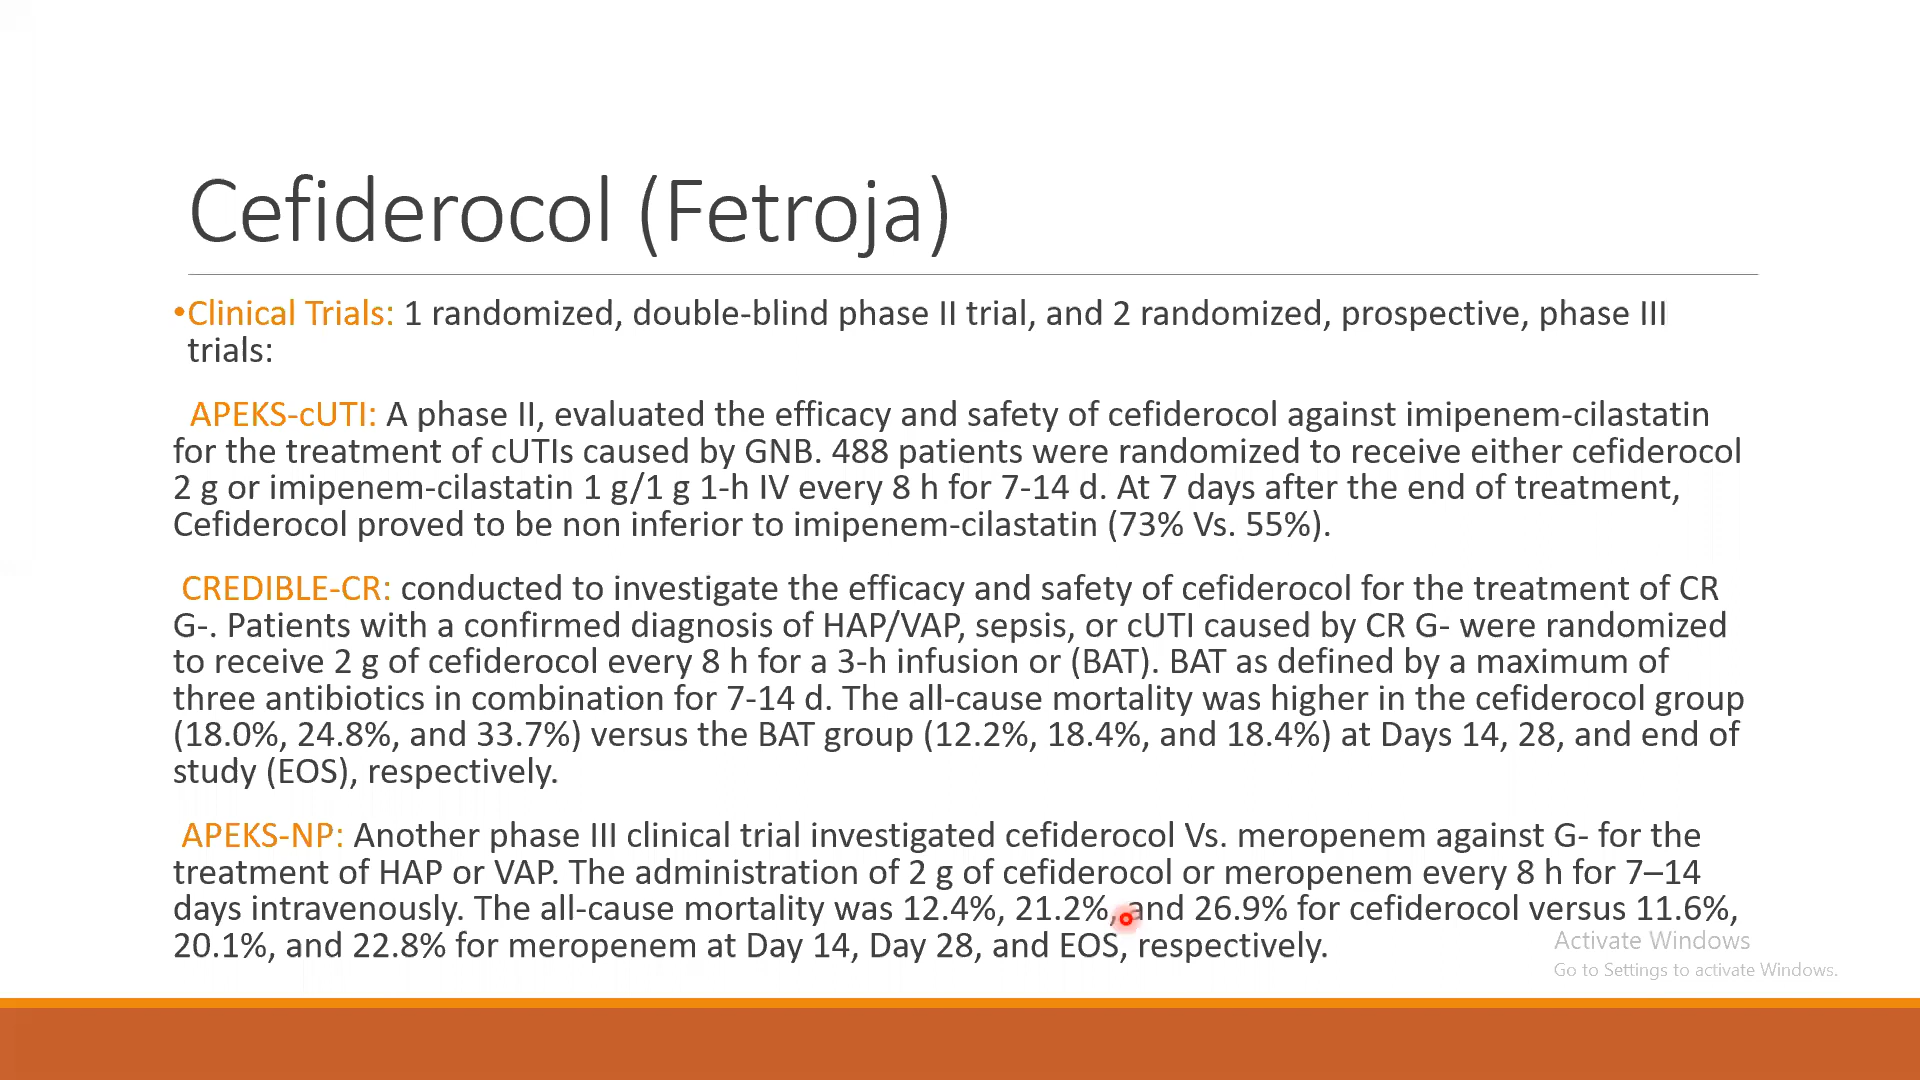 Cefiderocol (Fetroja)
•Clinical Trials: 1 randomized, double-blind phase II trial, and 2 randomized, prospective, phase III
trials:
APEKS-cUTI: A phase II, evaluated the efficacy and safety of cefiderocol against imipenem-cilastatin
for the treatment of cUTIs caused by GNB. 488 patients were randomized to receive either cefiderocol
2 g or imipenem-cilastatin 1 g/1 g 1-h IV every 8 h for 7-14 d. At 7 days after the end of treatment,
Cefiderocol proved to be non inferior to imipenem-cilastatin (73% Vs. 55%).
CREDIBLE-CR: conducted to investigate the efficacy and safety of cefiderocol for the treatment of CR
G-. Patients with a confirmed diagnosis of HAP/VAP, sepsis, or cUTI caused by CR G- were randomized
to receive 2 g of cefiderocol every 8 h for a 3-h infusion or (BAT). BAT as defined by a maximum of
three antibiotics in combination for 7-14 d. The all-cause mortality was higher in the cefiderocol group
(18.0%, 24.8%, and 33.7%) versus the BAT group (12.2%, 18.4%, and 18.4%) at Days 14, 28, and end of
study (EOS), respectively.
APEKS-NP: Another phase III clinical trial investigated cefiderocol Vs. meropenem against G- for the
treatment of HAP or VAP. The administration of 2 g of cefiderocol or meropenem every 8 h for 7–14
days intravenously. The all-cause mortality was 12.4%, 21.2%, and 26.9% for cefiderocol versus 11.6%,
20.1%, and 22.8% for meropenem at Day 14, Day 28, and EOS, respectively.
Activate Windows
Go to Settings to activate Windows.